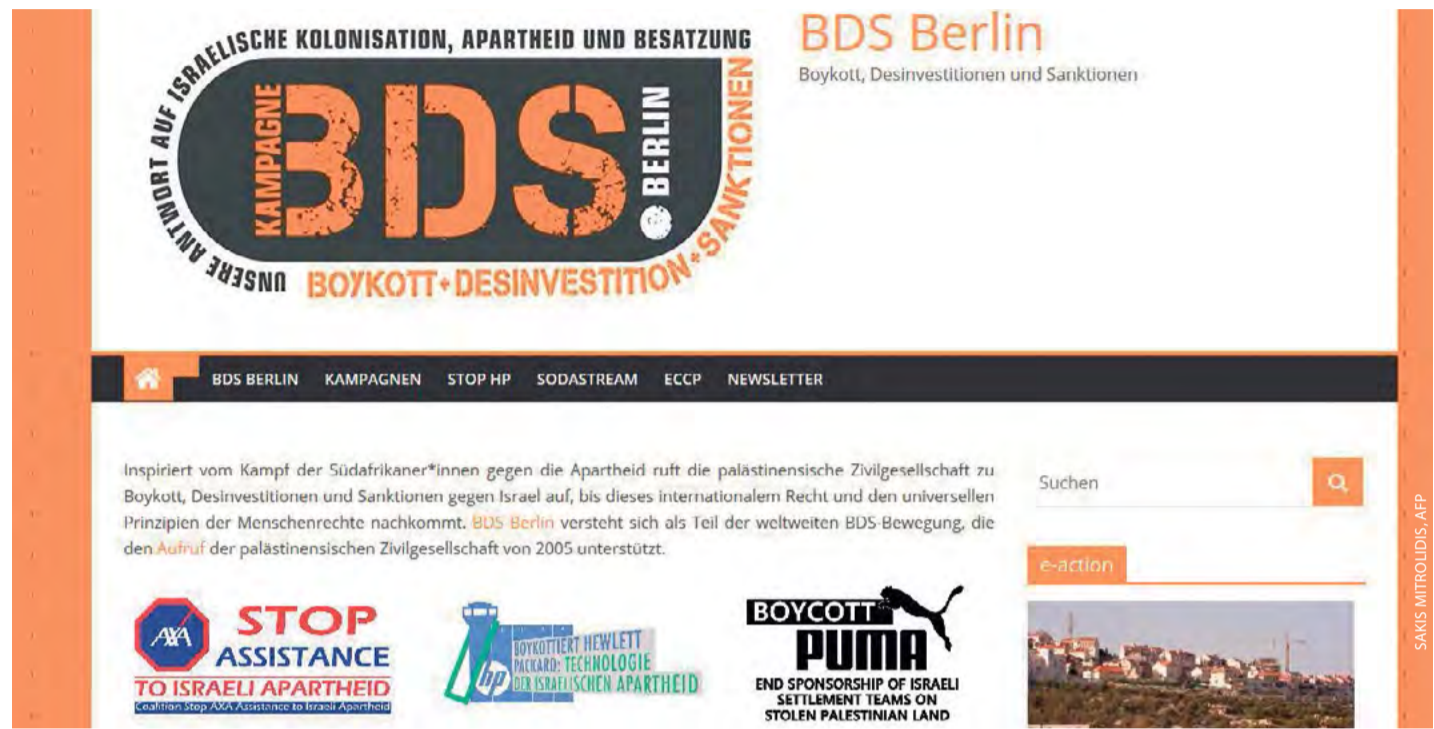 UNSERE ANTWORT AUF ISRAELISCHE KOLONISATION, APARTHEID UND BESATZUNG
KAMPAGNE
BDS
BERLIN
BOYKOTT+DESINVESTITION+SANKTIONEN
BDS Berlin
Boykott, Desinvestitionen und Sanktionen
BDS BERLIN KAMPAGNEN STOP HP SODASTREAM ECCP NEWSLETTER
Inspiriert vom Kampf der Südafrikaner*innen gegen die Apartheid ruft die palästinensische Zivilgesellschaft zu
Boykott, Desinvestitionen und Sanktionen gegen Israel auf, bis dieses internationalem Recht und den universellen
Prinzipien der Menschenrechte nachkommt. BDS Berlin versteht sich als Teil der weltweiten BDS-Bewegung, die
den Aufruf der palästinensischen Zivilgesellschaft von 2005 unterstützt.
Suchen
e-action
AXA
STOP
ASSISTANCE
TO ISRAELI APARTHEID
Coalition Stop AXA Assistance to Israeli Apartheid
BOYKOTTIERT HEWLETT
PACKARD: TECHNOLOGIE
DER ISRAELISCHEN APARTHEID
hp
BOYCOTT
PUMA
END SPONSORSHIP OF ISRAELI
SETTLEMENT TEAMS ON
STOLEN PALESTINIAN LAND
SAKIS MITROLIDIS, AFP